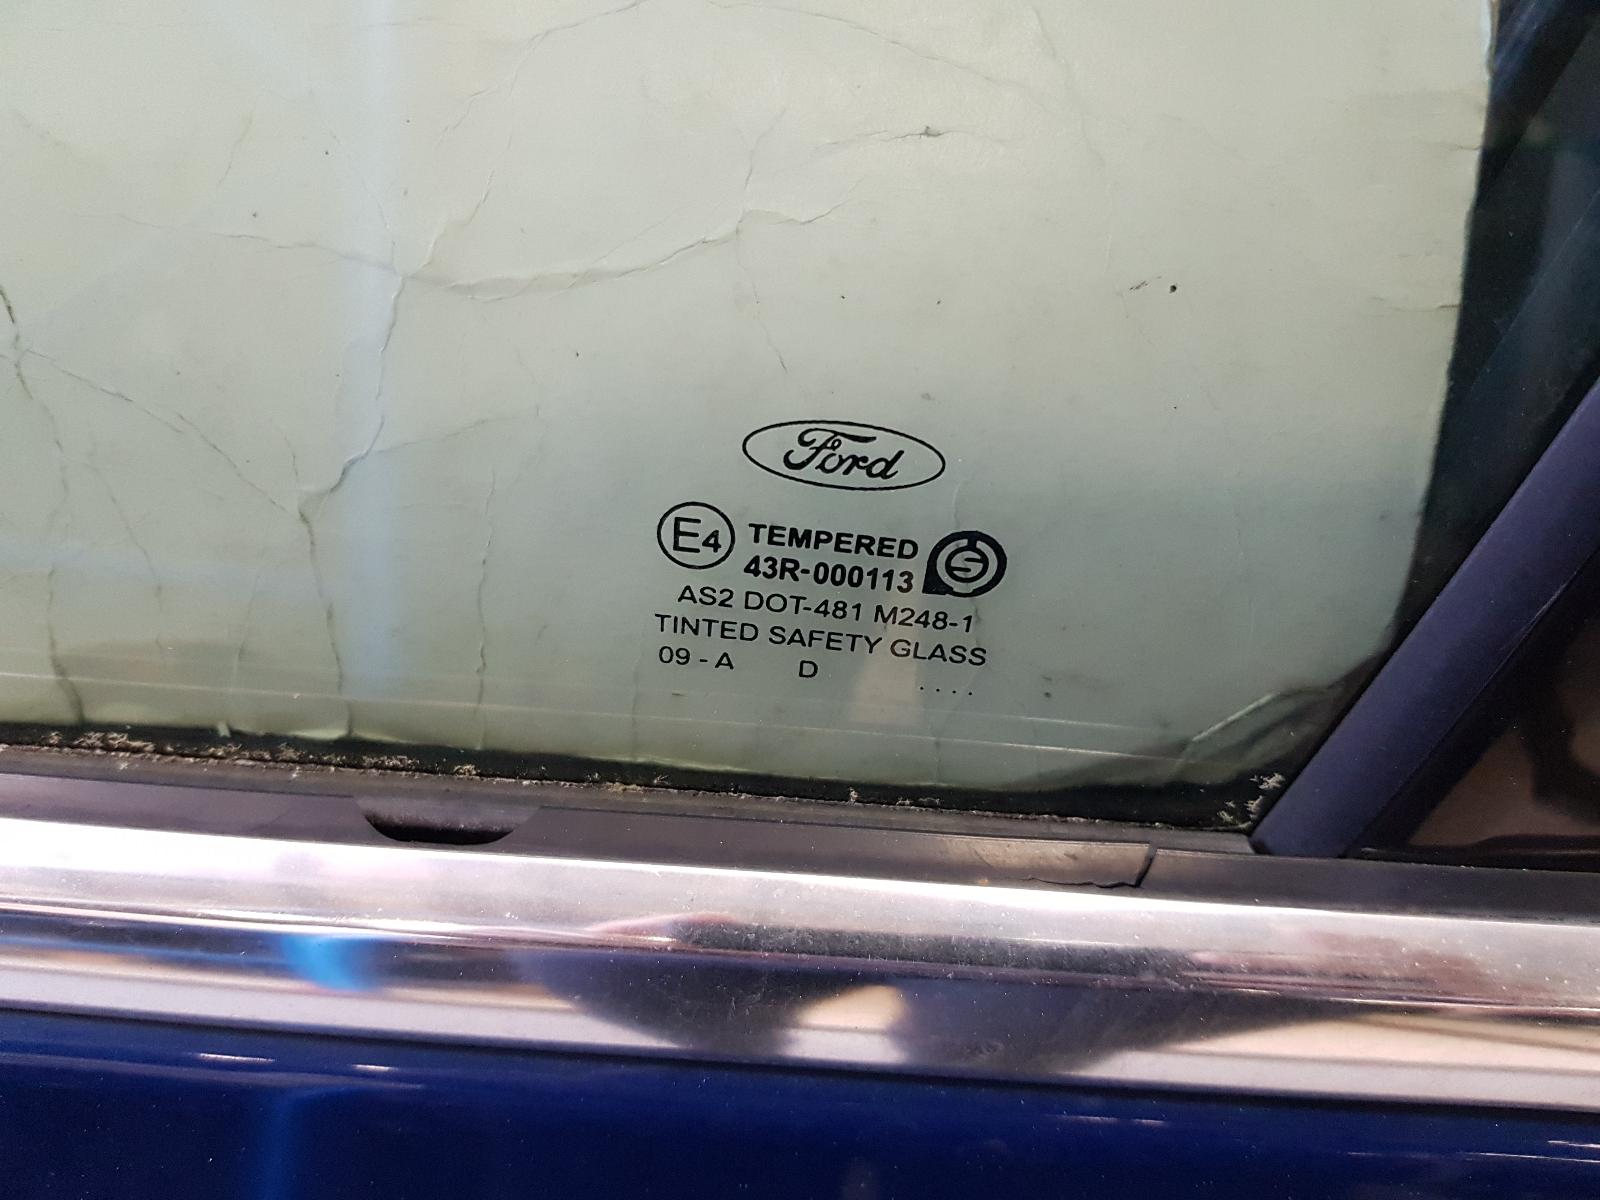 Ford
E4 TEMPERED
43R-000113
AS2 DOT-481 M248-1
TINTED SAFETY GLASS
09 - A D
. . . .